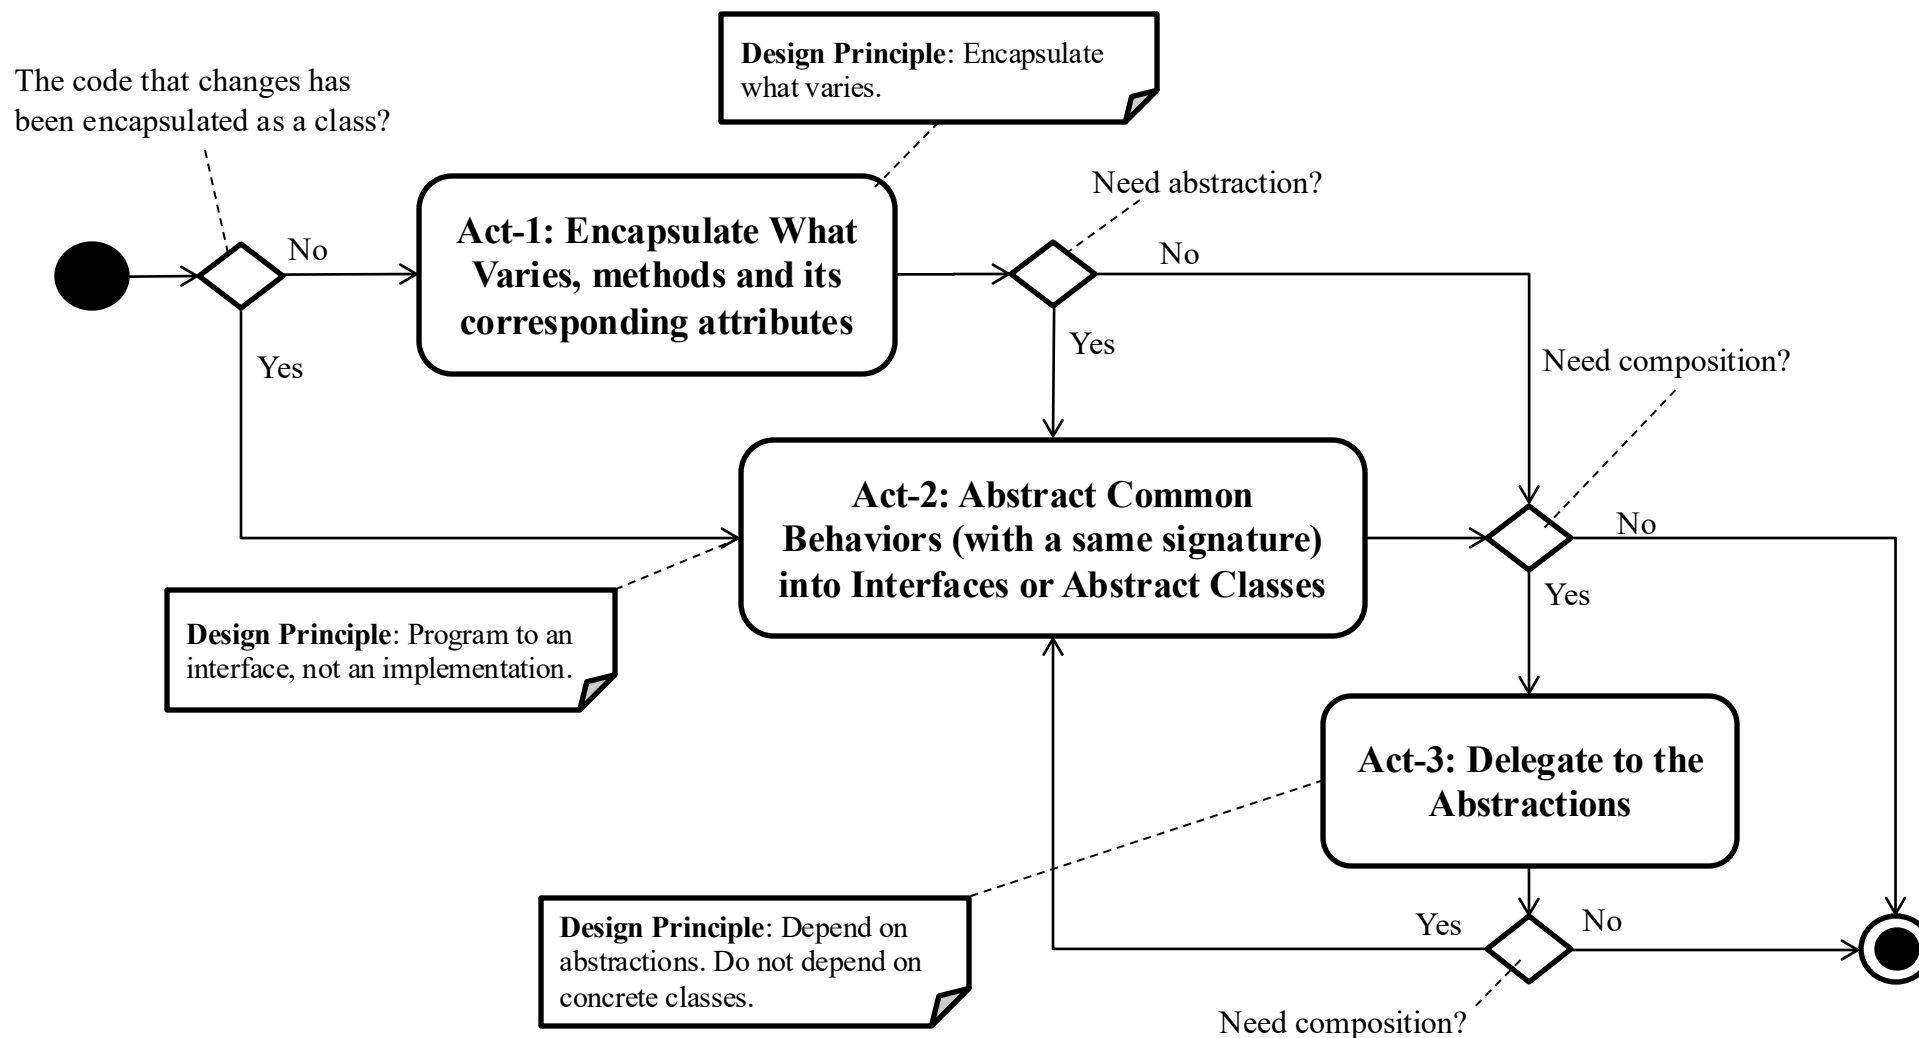 Design Principle: Encapsulate
what varies.
The code that changes has
been encapsulated as a class?
Need abstraction?
Act-1: Encapsulate What
Varies, methods and its
corresponding attributes
No
No
Yes
Yes
Need composition?
Act-2: Abstract Common
Behaviors (with a same signature)
into Interfaces or Abstract Classes
No
Yes
Design Principle: Program to an
interface, not an implementation.
Act-3: Delegate to the
Abstractions
Design Principle: Depend on
abstractions. Do not depend on
concrete classes.
Yes
No
Need composition?